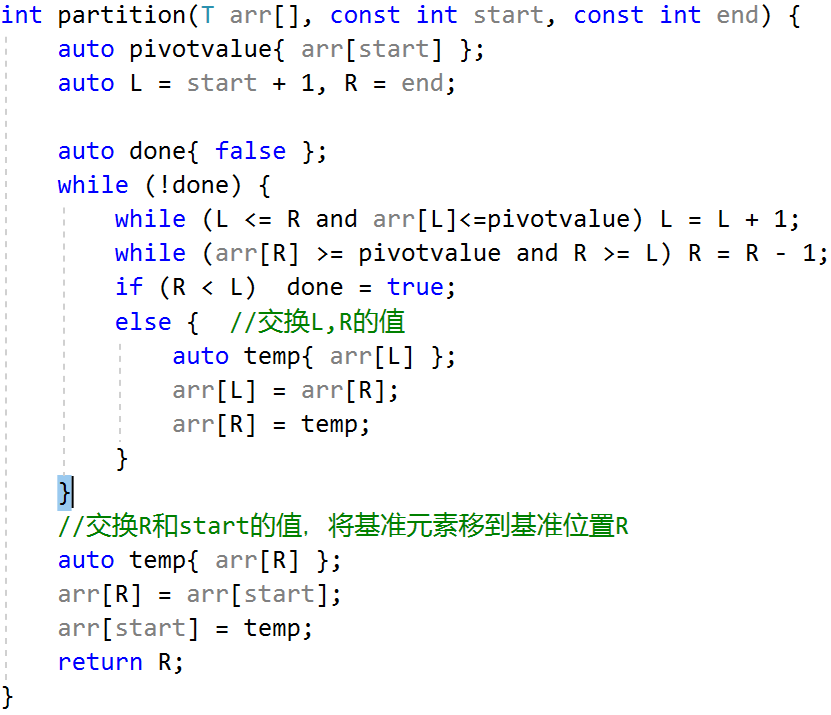 int partition(T arr[], const int start, const int end) {
    auto pivotvalue{ arr[start] };
    auto L = start + 1, R = end;

    auto done{ false };
    while (!done) {
        while (L <= R and arr[L]<=pivotvalue) L = L + 1;
        while (arr[R] >= pivotvalue and R >= L) R = R - 1;
        if (R < L)  done = true;
        else {  //交换L,R的值
            auto temp{ arr[L] };
            arr[L] = arr[R];
            arr[R] = temp;
        }
    }
    //交换R和start的值，将基准元素移到基准位置R
    auto temp{ arr[R] };
    arr[R] = arr[start];
    arr[start] = temp;
    return R;
}